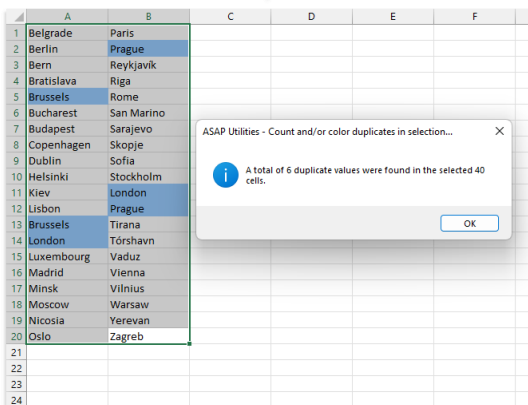 A B C D E F
1 Belgrade Paris
2 Berlin Prague
3 Bern Reykjavík
4 Bratislava Riga
5 Brussels Rome
6 Bucharest San Marino
7 Budapest Sarajevo
8 Copenhagen Skopje
9 Dublin Sofia
10 Helsinki Stockholm
11 Kiev London
12 Lisbon Prague
13 Brussels Tirana
14 London Tórshavn
15 Luxembourg Vaduz
16 Madrid Vienna
17 Minsk Vilnius
18 Moscow Warsaw
19 Nicosia Yerevan
20 Oslo Zagreb
21
22
23
24
ASAP Utilities - Count and/or color duplicates in selection...
A total of 6 duplicate values were found in the selected 40
cells.
OK